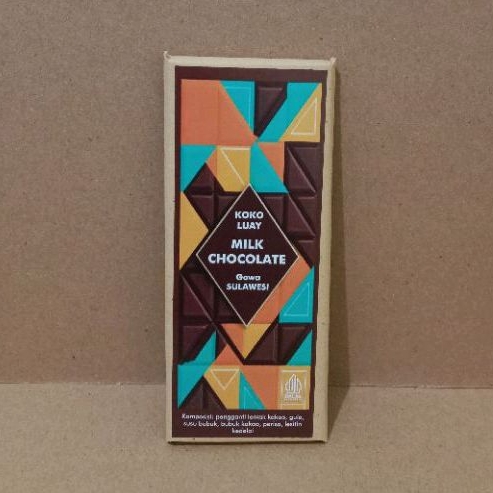 KOKO
LUAY
MILK
CHOCOLATE
Gowa
SULAWESI
Komposisi: pengganti lemak kakao, gula,
susu bubuk, bubuk kakao, perisa, lesitin
kedelai